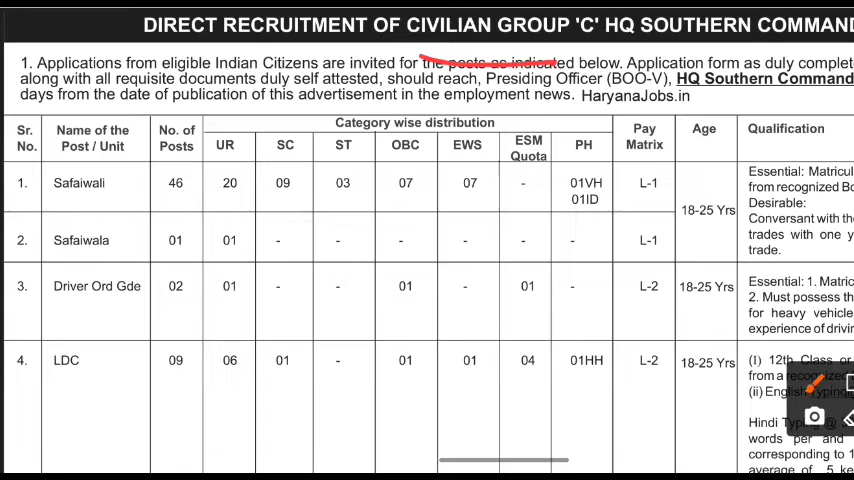 DIRECT RECRUITMENT OF CIVILIAN GROUP 'C' HQ SOUTHERN COMMAND
1. Applications from eligible Indian Citizens are invited for the posts as indicated below. Application form as duly complet
along with all requisite documents duly self attested, should reach, Presiding Officer (BOO-V), HQ Southern Command
days from the date of publication of this advertisement in the employment news. HaryanaJobs.in
Sr. No. Name of the Post / Unit No. of Posts Category wise distribution Pay Matrix Age Qualification
UR SC ST OBC EWS ESM Quota PH
1. Safaiwali 46 20 09 03 07 07 - 01VH 01ID L-1 18-25 Yrs Essential: Matricul
from recognized Bo
Desirable:
Conversant with the
2. Safaiwala 01 01 - - - - - - L-1 trades with one y
trade.
3. Driver Ord Gde 02 01 - - 01 - 01 - L-2 18-25 Yrs Essential: 1. Matric
2. Must possess th
for heavy vehicle
experience of drivin
4. LDC 09 06 01 - 01 01 04 01HH L-2 18-25 Yrs (I) 12th Class or
from a recognized
(ii) English Typing
Hindi Typing @
words per and
corresponding to 1
average of 5 ke